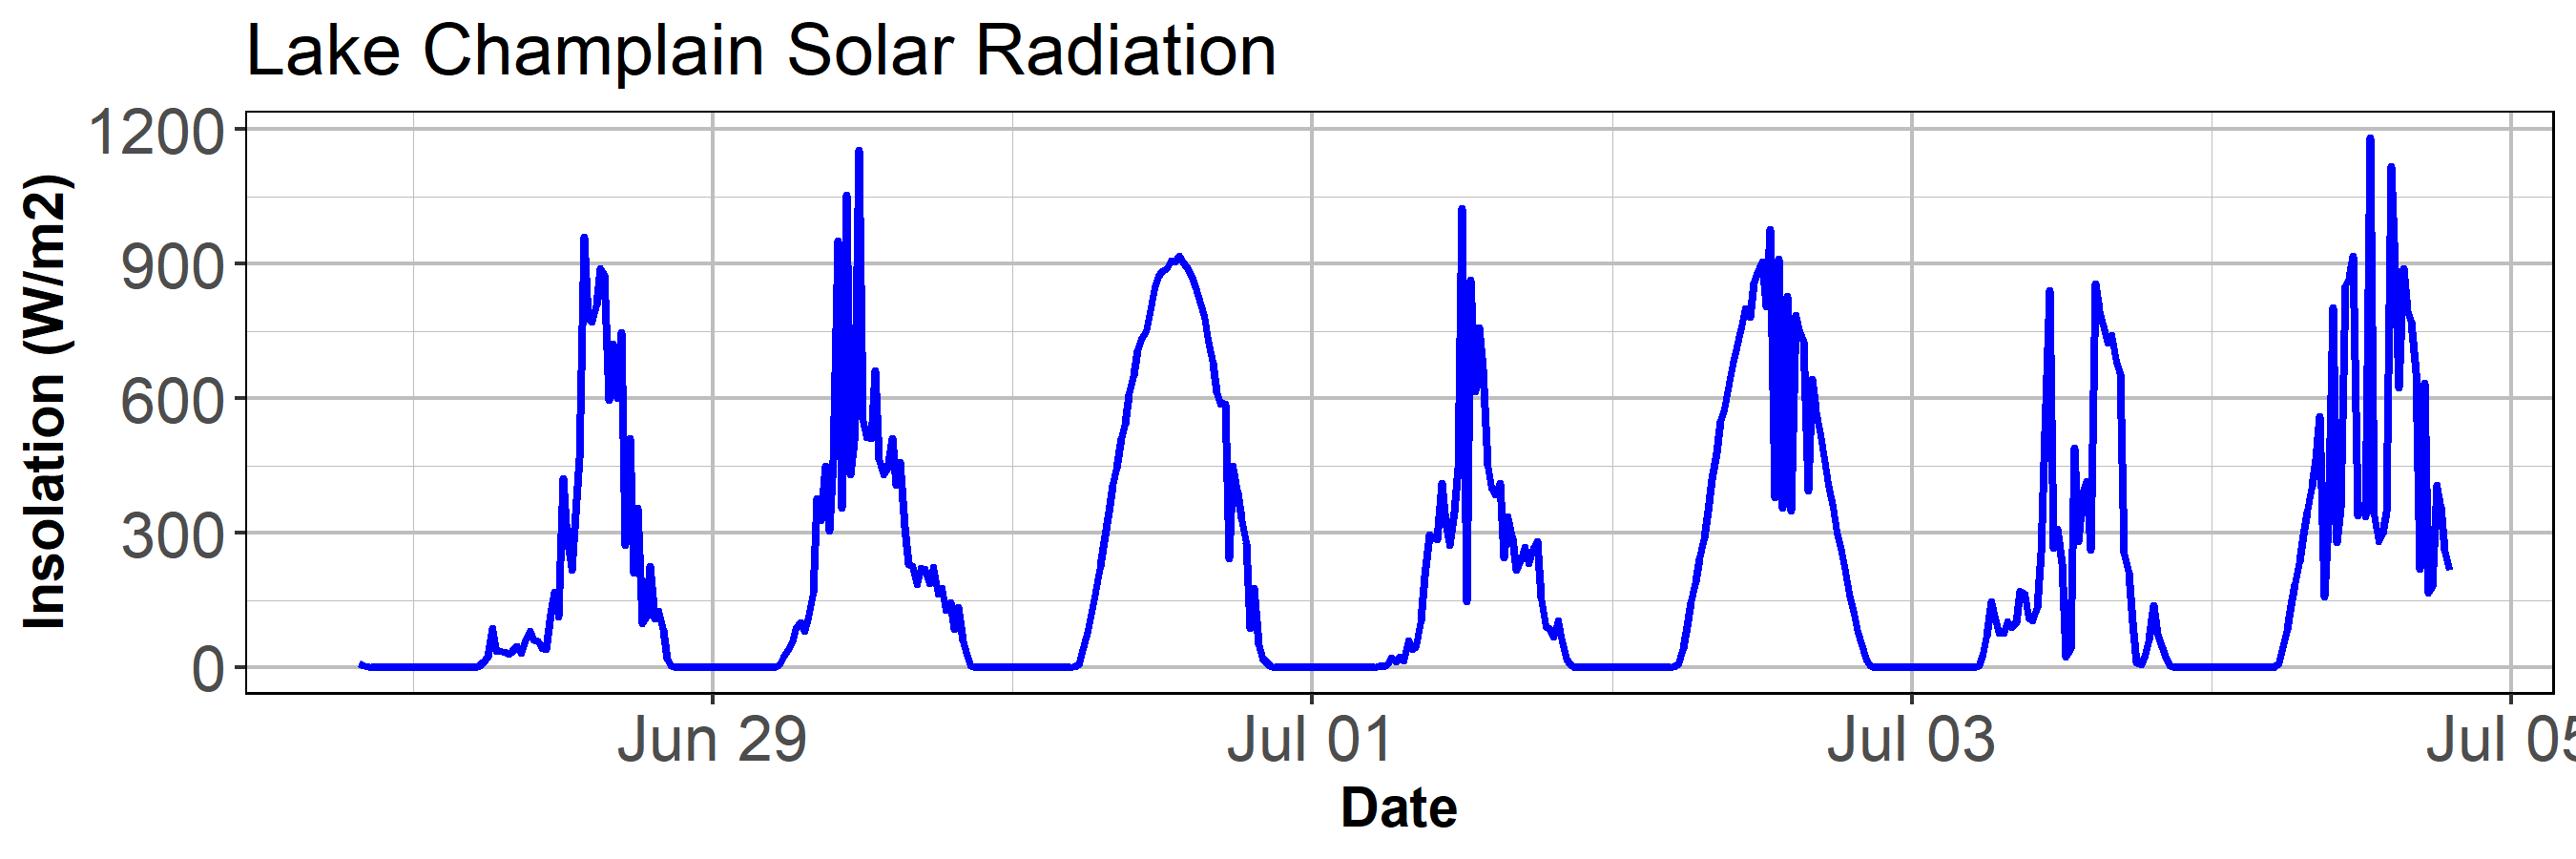 Lake Champlain Solar Radiation
1200
900
600
300
0
Insolation (W/m2)
Jun 29
Jul 01
Jul 03
Jul 05
Date